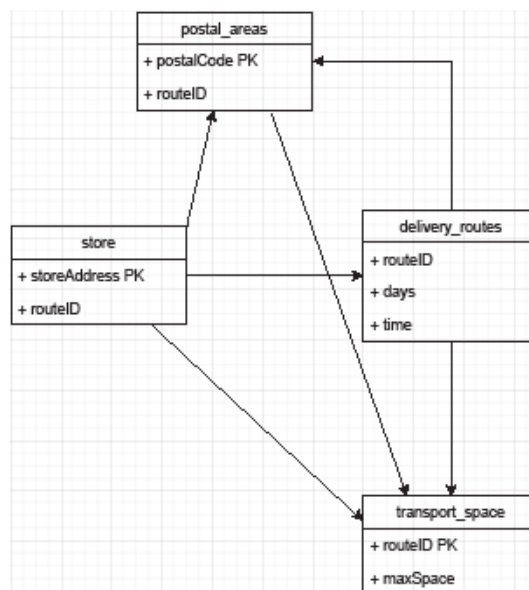 postal_areas
+ postalCode PK
+ routeID
store
+ storeAddress PK
+ routeID
delivery_routes
+ routeID
+ days
+ time
transport_space
+ routeID PK
+ maxSpace